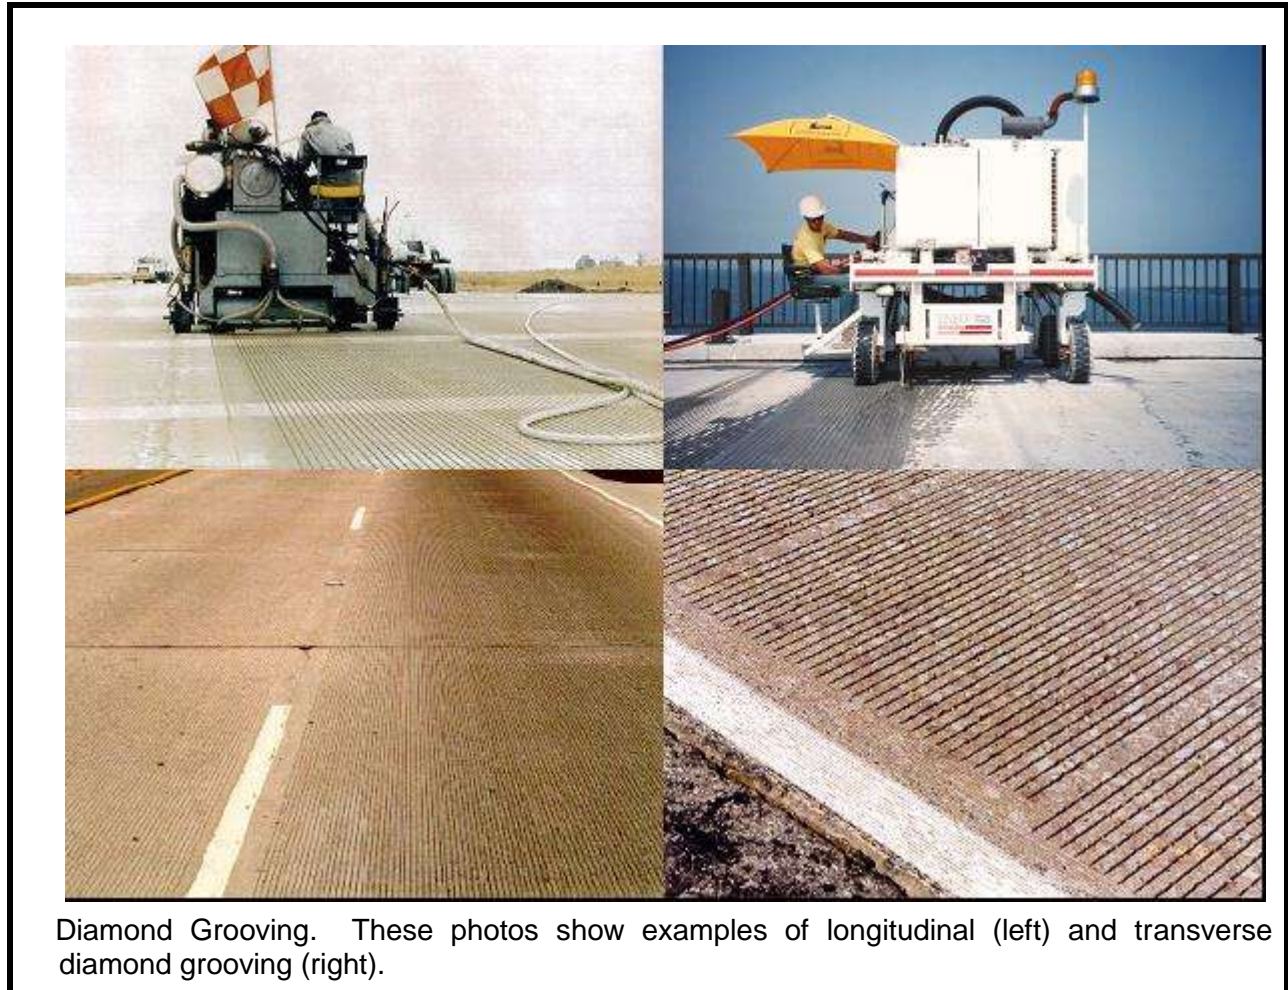 Diamond Grooving. These photos show examples of longitudinal (left) and transverse
diamond grooving (right).